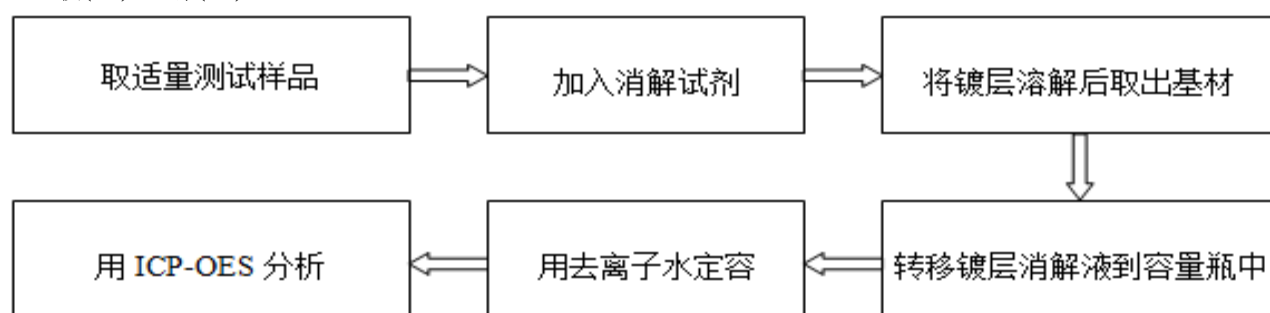 取适量测试样品
加入消解试剂
将镀层溶解后取出基材
转移镀层消解液到容量瓶中
用去离子水定容
用 ICP-OES 分析